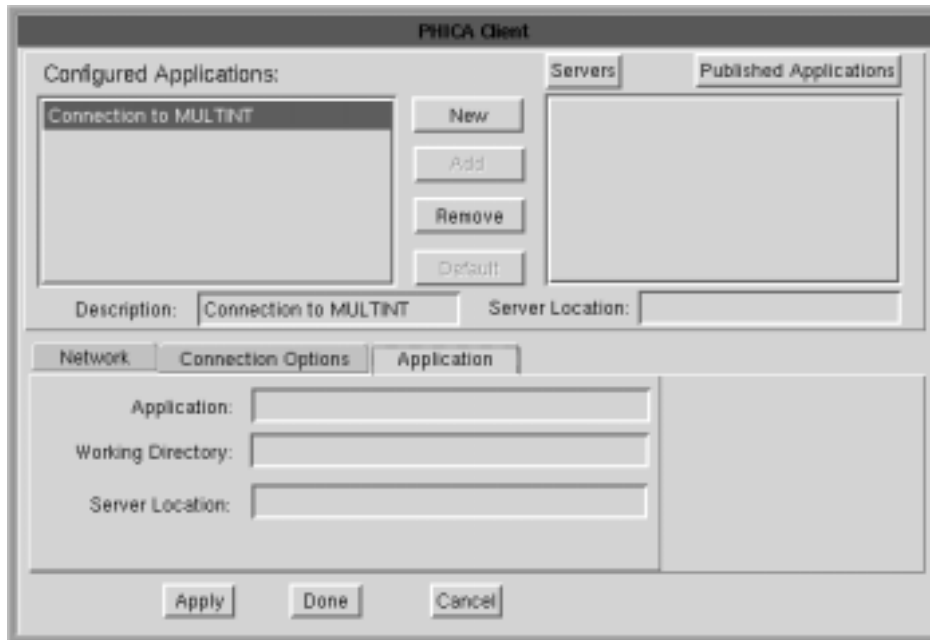 PHICA Client
Configured Applications:
Servers
Published Applications
Connection to MULTINT
New
Add
Remove
Default
Description:
Connection to MULTINT
Server Location:
Network
Connection Options
Application
Application:
Working Directory:
Server Location:
Apply
Done
Cancel